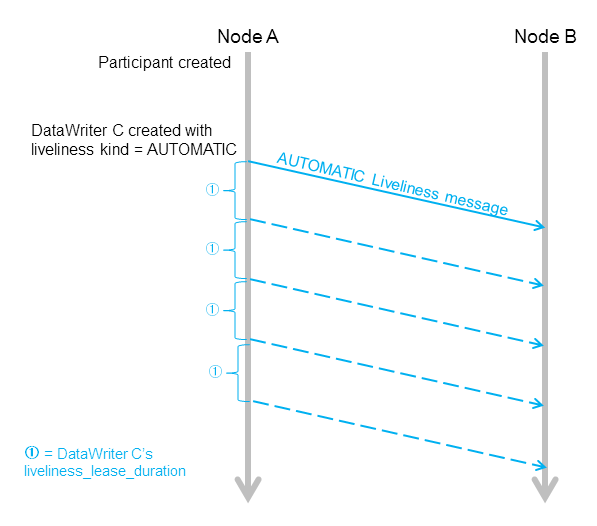 Node A
Node B
Participant created
DataWriter C created with
liveliness kind = AUTOMATIC
AUTOMATIC Liveliness message
①
①
①
①
① = DataWriter C's
liveliness_lease_duration